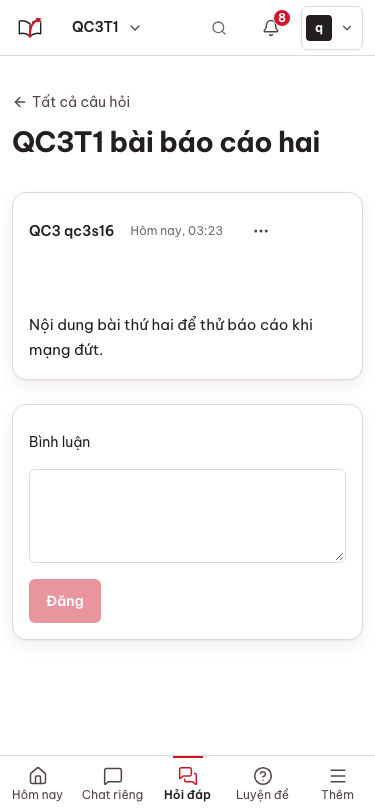 QC3T1
8
q
Tất cả câu hỏi
QC3T1 bài báo cáo hai
QC3 qc3s16
Hôm nay, 03:23
Nội dung bài thứ hai để thử báo cáo khi
mạng đứt.
Bình luận
Đăng
Hôm nay
Chat riêng
Hỏi đáp
Luyện đề
Thêm